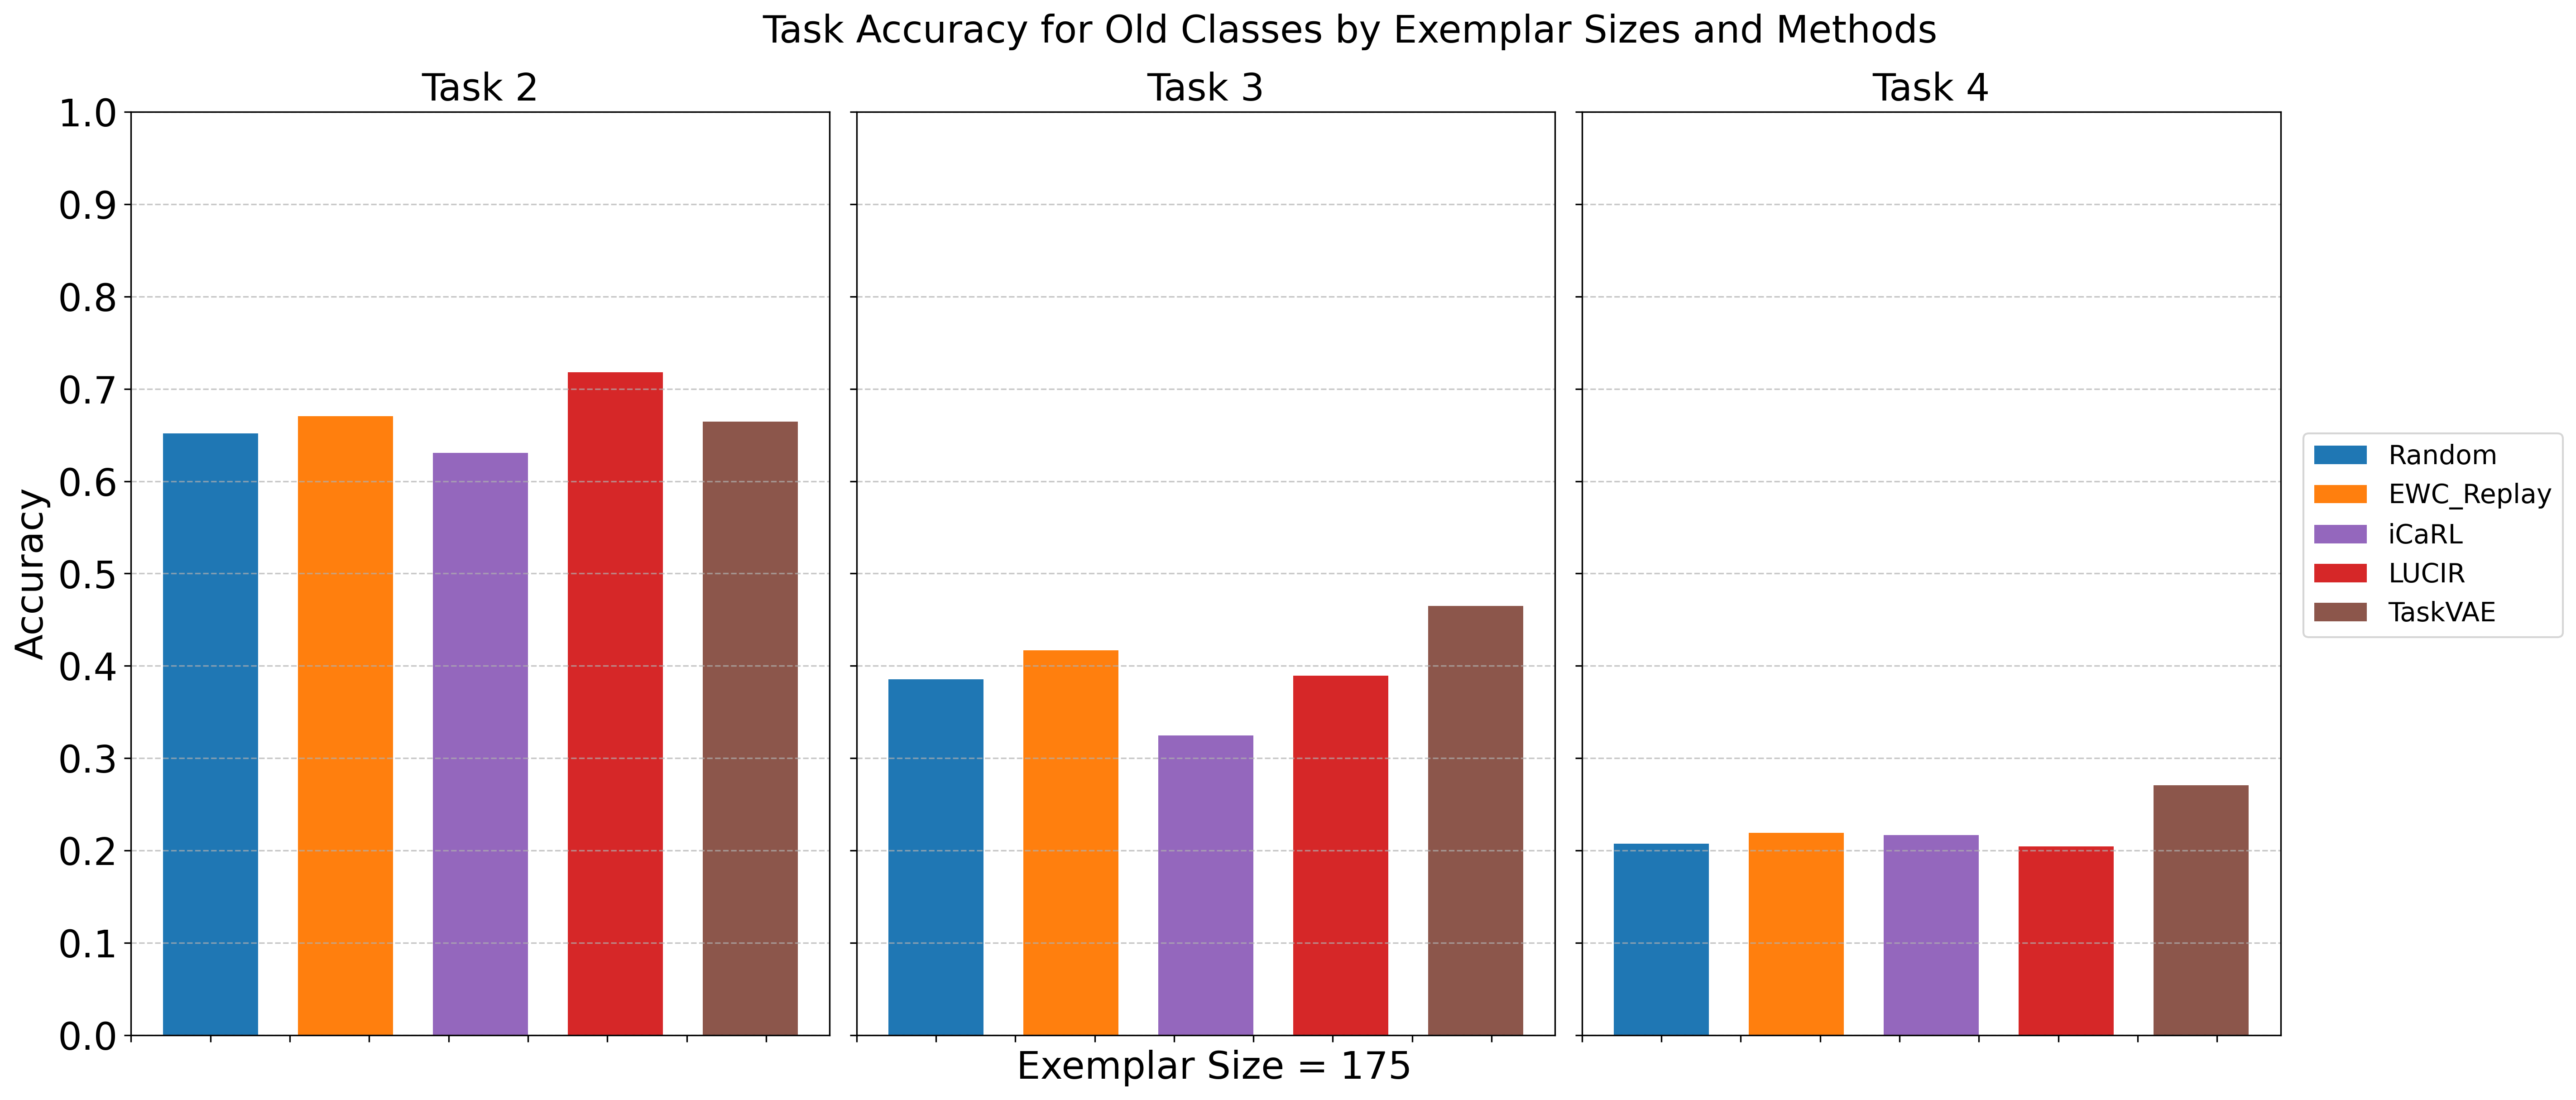 Task Accuracy for Old Classes by Exemplar Sizes and Methods
Task 2
Task 3
Task 4
1.0
0.9
0.8
0.7
0.6
0.5
0.4
0.3
0.2
0.1
0.0
Accuracy
Exemplar Size = 175
Random
EWC_Replay
iCaRL
LUCIR
TaskVAE